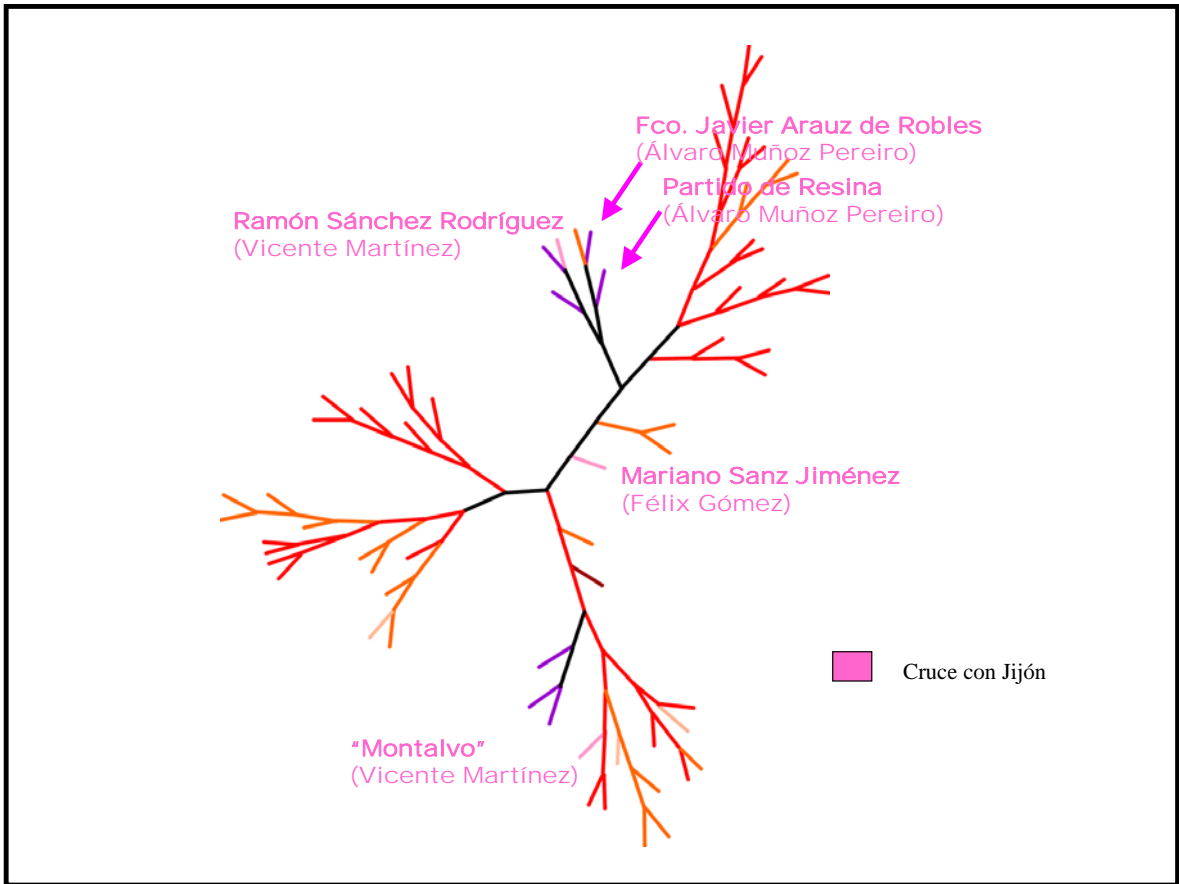 Fco. Javier Arauz de Robles
(Álvaro Muñoz Pereiro)
Partido de Resina
(Álvaro Muñoz Pereiro)
Ramón Sánchez Rodríguez
(Vicente Martínez)
Mariano Sanz Jiménez
(Félix Gómez)
Cruce con Jijón
“Montalvo”
(Vicente Martínez)